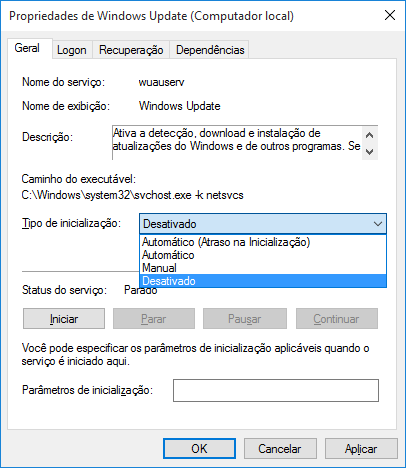 Propriedades de Windows Update (Computador local)
Geral Logon Recuperação Dependências
Nome do serviço: wuauserv
Nome de exibição: Windows Update
Descrição: Ativa a detecção, download e instalação de
atualizações do Windows e de outros programas. Se
Caminho do executável:
C:\Windows\system32\svchost.exe -k netsvcs
Tipo de inicialização: Desativado
Automático (Atraso na Inicialização)
Automático
Manual
Desativado
Status do serviço: Parado
Iniciar Parar Pausar Continuar
Você pode especificar os parâmetros de inicialização aplicáveis quando o
serviço é iniciado aqui.
Parâmetros de inicialização:
OK Cancelar Aplicar